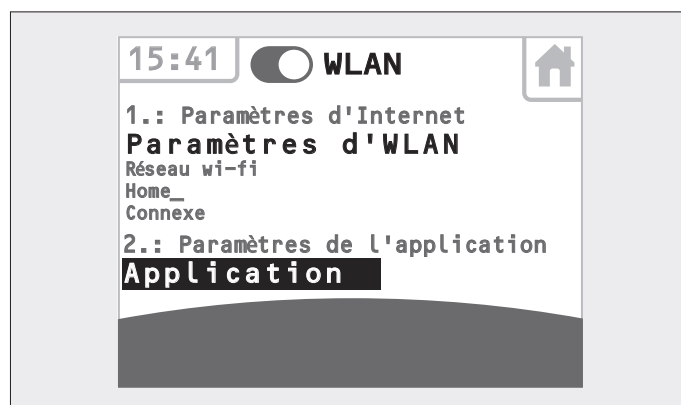 15:41 WLAN
1.: Paramètres d'Internet
Paramètres d'WLAN
Réseau wi-fi
Home_
Connexe
2.: Paramètres de l'application
Application